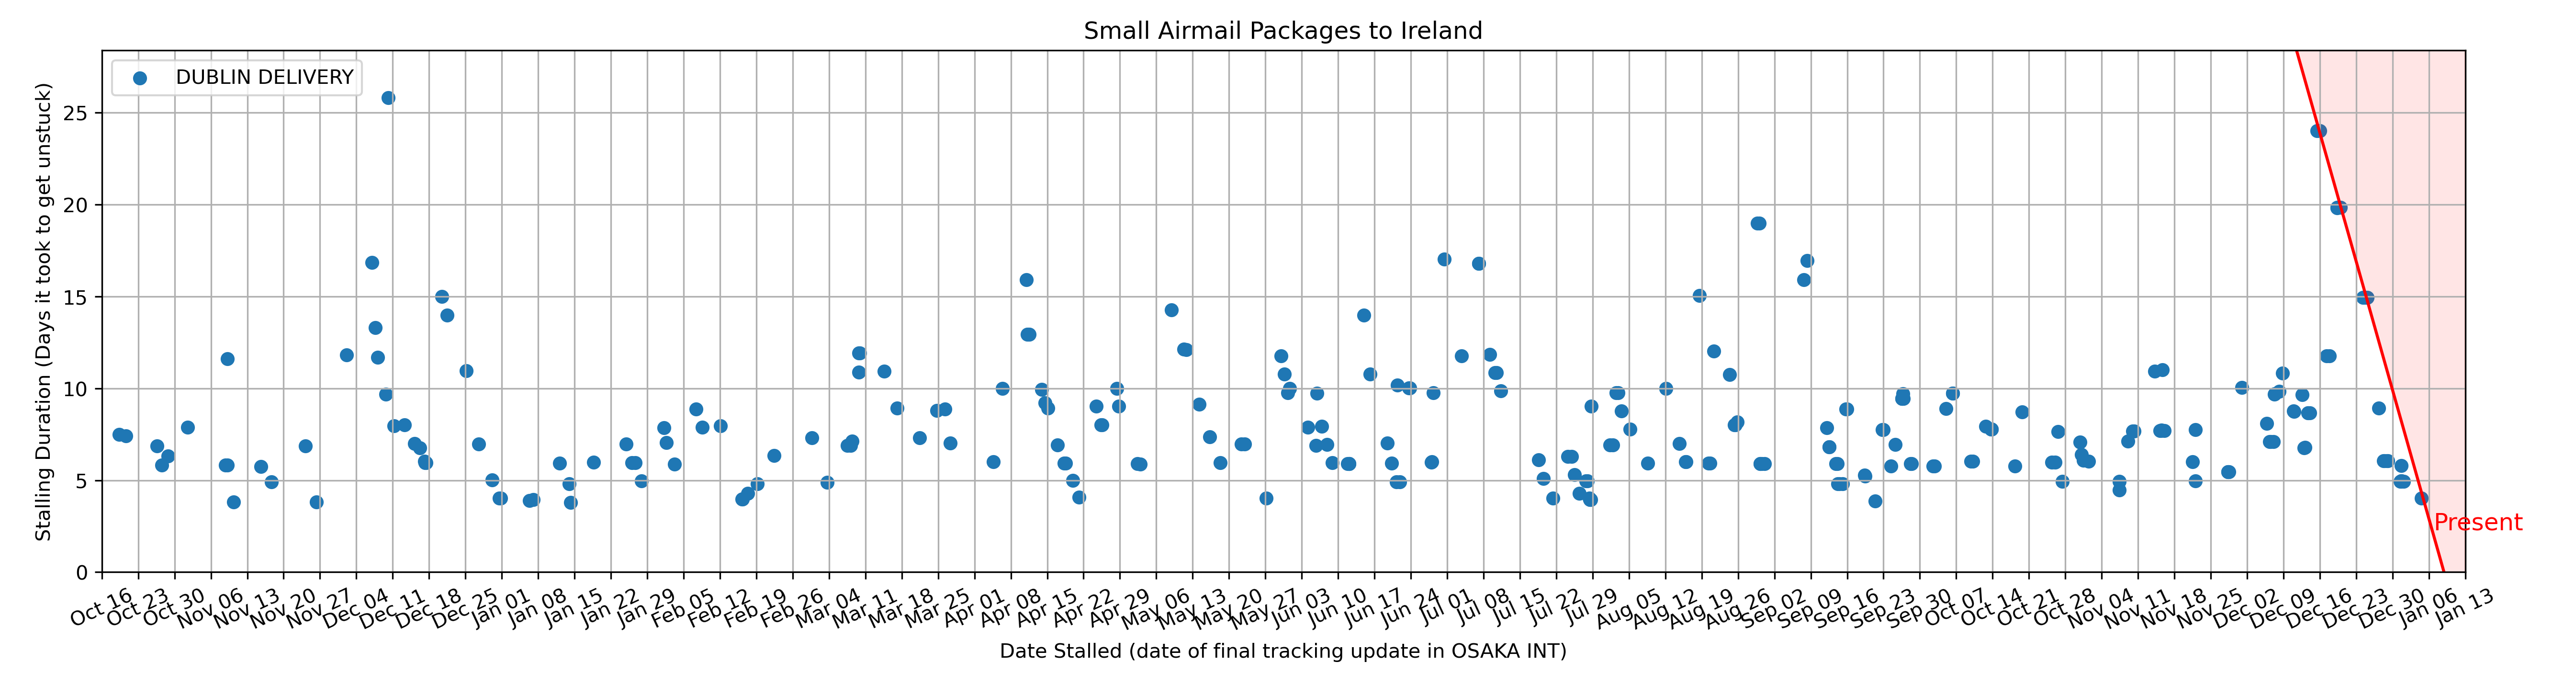 Small Airmail Packages to Ireland
DUBLIN DELIVERY
Stalling Duration (Days it took to get unstuck)
25
20
15
10
5
0
Present
Oct 16
Oct 23
Oct 30
Nov 06
Nov 13
Nov 20
Nov 27
Dec 04
Dec 11
Dec 18
Dec 25
Jan 01
Jan 08
Jan 15
Jan 22
Jan 29
Feb 05
Feb 12
Feb 19
Feb 26
Mar 04
Mar 11
Mar 18
Mar 25
Apr 01
Apr 08
Apr 15
Apr 22
Apr 29
May 06
May 13
May 20
May 27
Jun 03
Jun 10
Jun 17
Jun 24
Jul 01
Jul 08
Jul 15
Jul 22
Jul 29
Aug 05
Aug 12
Aug 19
Aug 26
Sep 02
Sep 09
Sep 16
Sep 23
Sep 30
Oct 07
Oct 14
Oct 21
Oct 28
Nov 04
Nov 11
Nov 18
Nov 25
Dec 02
Dec 09
Dec 16
Dec 23
Dec 30
Jan 06
Jan 13
Date Stalled (date of final tracking update in OSAKA INT)